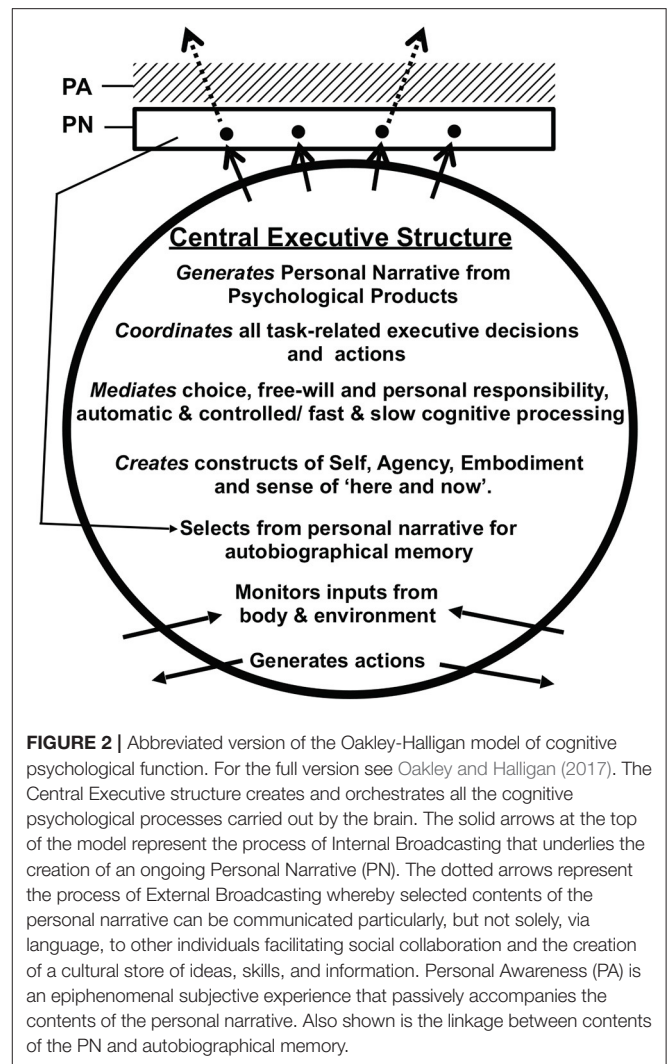 PA
PN
Central Executive Structure
Generates Personal Narrative from
Psychological Products
Coordinates all task-related executive decisions
and actions
Mediates choice, free-will and personal responsibility,
automatic & controlled/ fast & slow cognitive processing
Creates constructs of Self, Agency, Embodiment
and sense of 'here and now'.
Selects from personal narrative for
autobiographical memory
Monitors inputs from
body & environment
Generates actions
FIGURE 2 | Abbreviated version of the Oakley-Halligan model of cognitive
psychological function. For the full version see Oakley and Halligan (2017). The
Central Executive structure creates and orchestrates all the cognitive
psychological processes carried out by the brain. The solid arrows at the top
of the model represent the process of Internal Broadcasting that underlies the
creation of an ongoing Personal Narrative (PN). The dotted arrows represent
the process of External Broadcasting whereby selected contents of the
personal narrative can be communicated particularly, but not solely, via
language, to other individuals facilitating social collaboration and the creation
of a cultural store of ideas, skills, and information. Personal Awareness (PA) is
an epiphenomenal subjective experience that passively accompanies the
contents of the personal narrative. Also shown is the linkage between contents
of the PN and autobiographical memory.